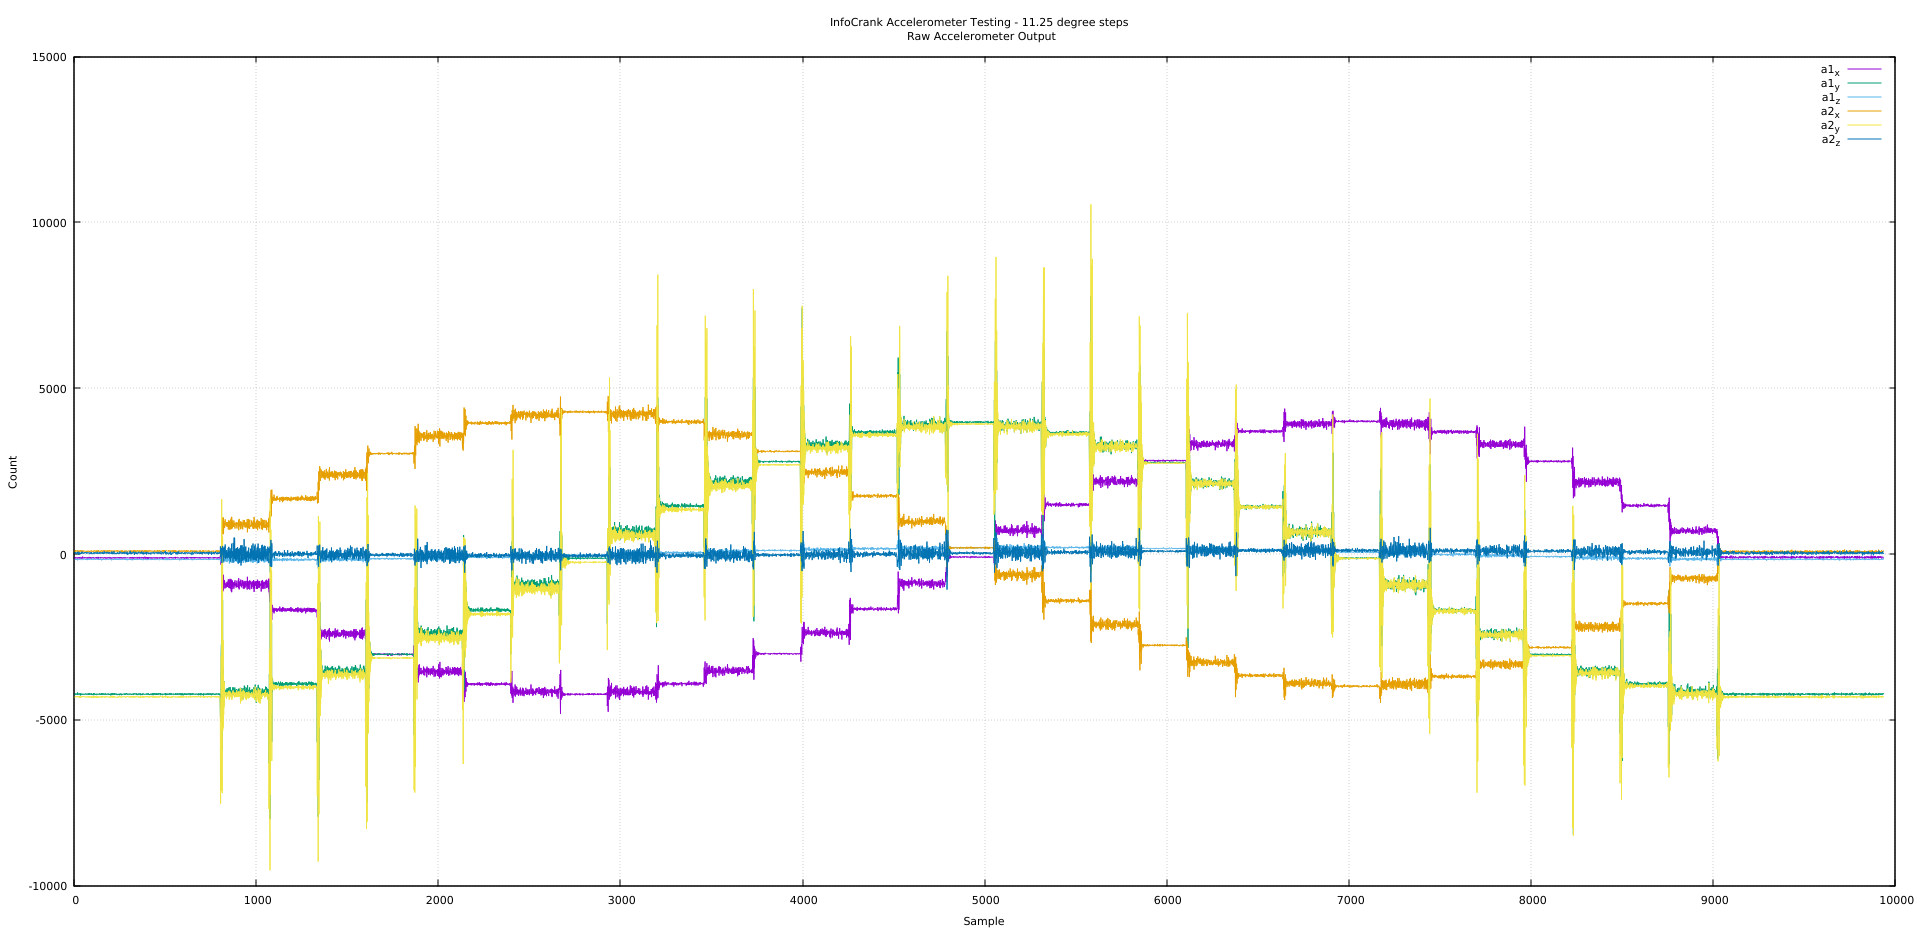 InfoCrank Accelerometer Testing - 11.25 degree steps
Raw Accelerometer Output
15000
10000
5000
0
-5000
-10000
Count
a1x
a1y
a1z
a2x
a2y
a2z
0 1000 2000 3000 4000 5000 6000 7000 8000 9000 10000
Sample